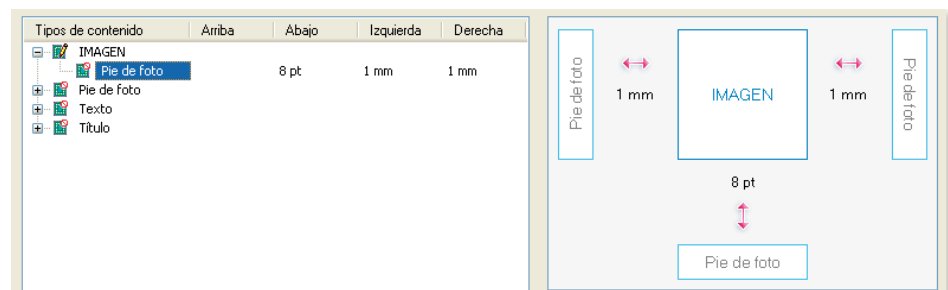 Tipos de contenido Arriba Abajo Izquierda Derecha
IMAGEN
Pie de foto 8 pt 1 mm 1 mm
Pie de foto
Texto
Título
Pie de foto
1 mm
IMAGEN
1 mm
Pie de foto
8 pt
Pie de foto